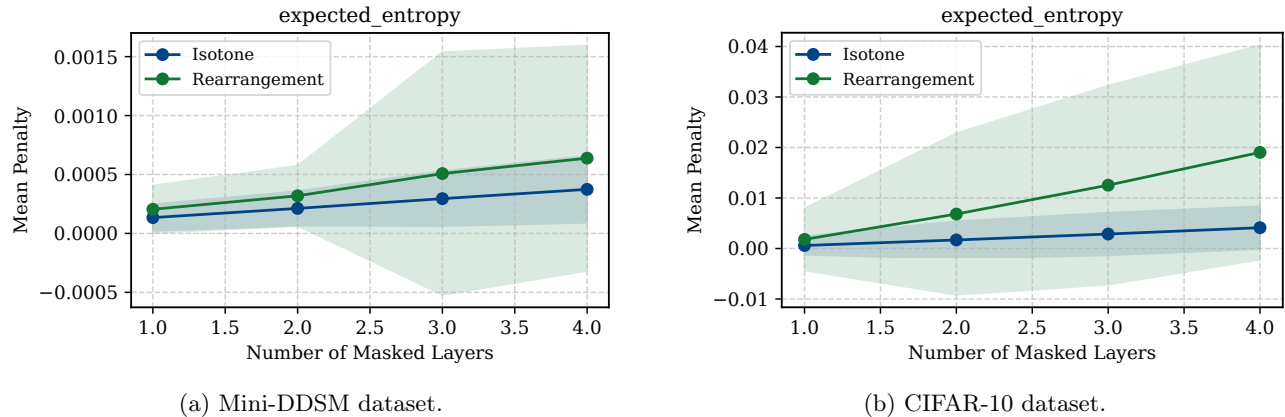 expected_entropy
Mean Penalty
0.0015
0.0010
0.0005
0.0000
−0.0005
Isotone
Rearrangement
1.0 1.5 2.0 2.5 3.0 3.5 4.0
Number of Masked Layers
(a) Mini-DDSM dataset.
expected_entropy
Mean Penalty
0.04
0.03
0.02
0.01
0.00
−0.01
Isotone
Rearrangement
1.0 1.5 2.0 2.5 3.0 3.5 4.0
Number of Masked Layers
(b) CIFAR-10 dataset.